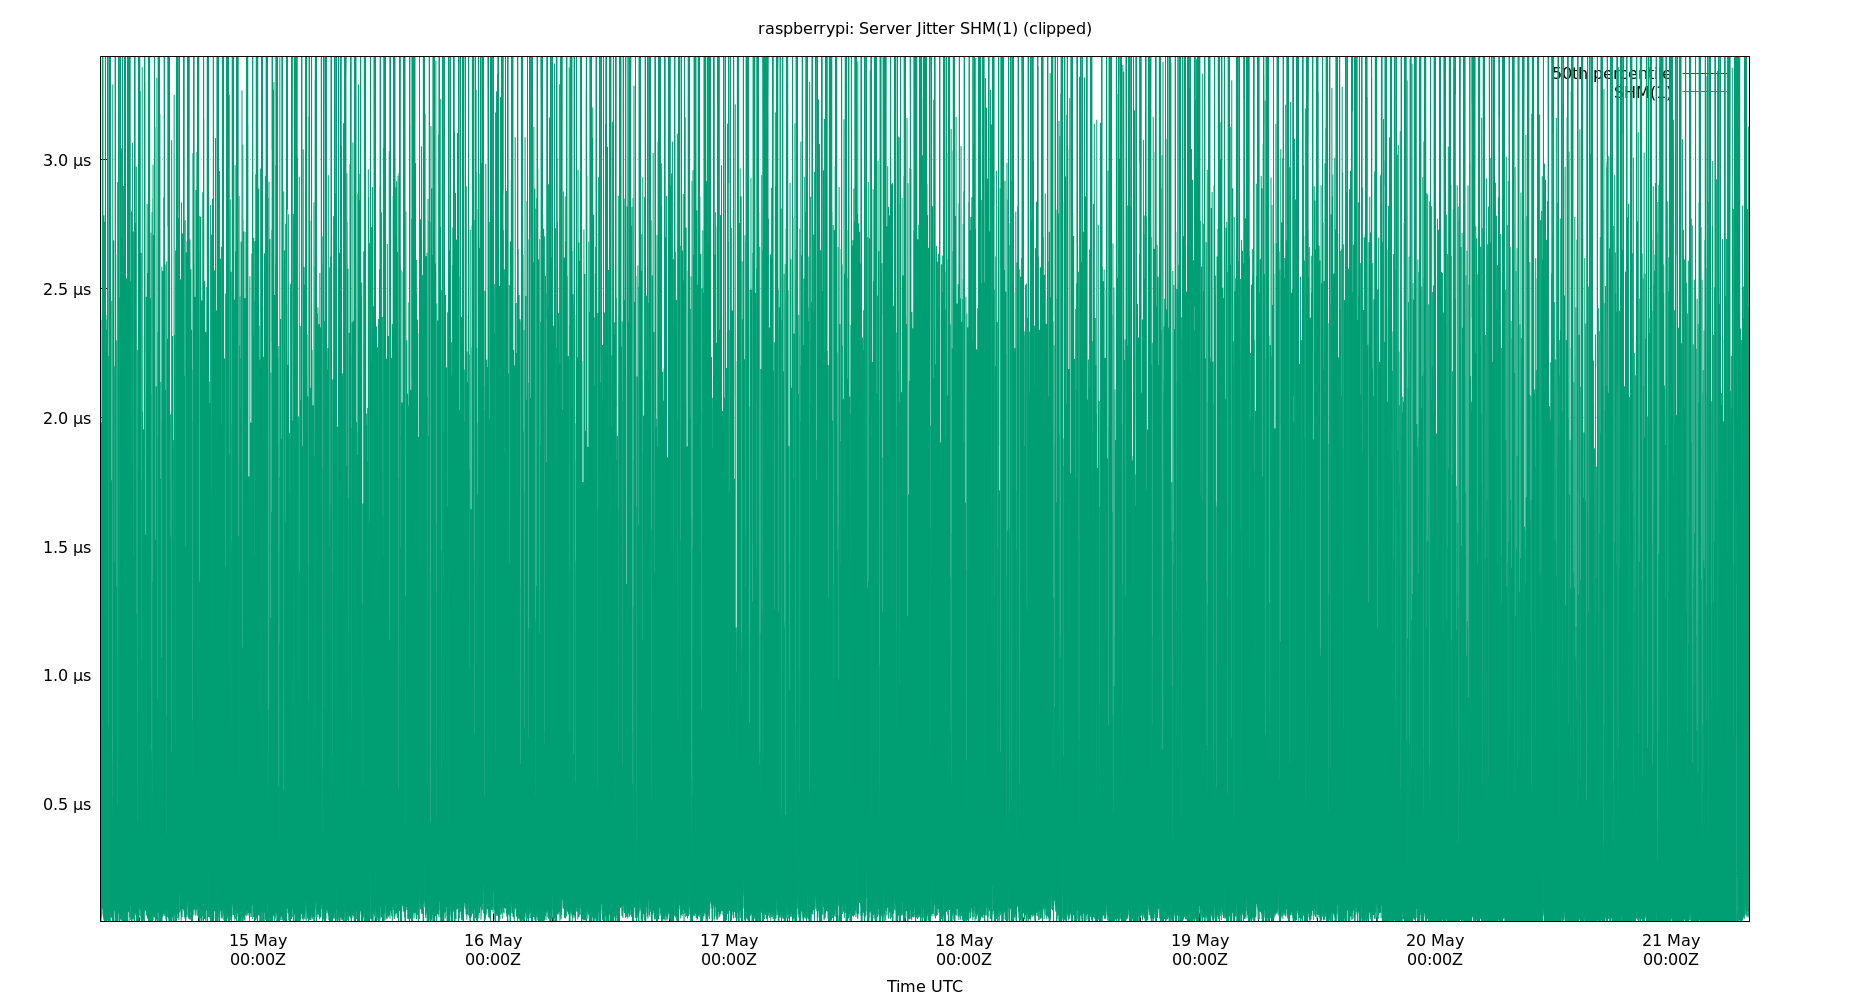 raspberrypi: Server Jitter SHM(1) (clipped)
50th percentile
SHM(1)
3.0 µs
2.5 µs
2.0 µs
1.5 µs
1.0 µs
0.5 µs
15 May 16 May 17 May 18 May 19 May 20 May 21 May
00:00Z 00:00Z 00:00Z 00:00Z 00:00Z 00:00Z 00:00Z
Time UTC